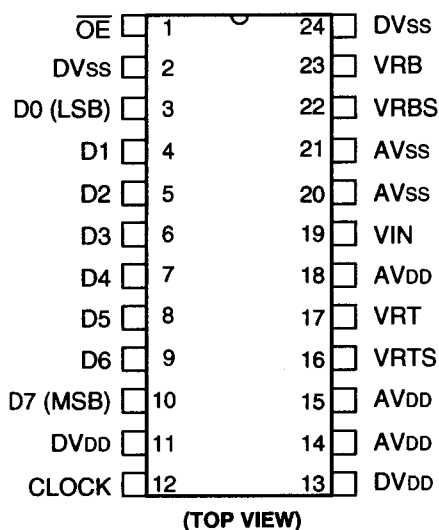 O̅E̅ 1 24 DVss
DVss 2 23 VRB
D0 (LSB) 3 22 VRBS
D1 4 21 AVss
D2 5 20 AVss
D3 6 19 VIN
D4 7 18 AVDD
D5 8 17 VRT
D6 9 16 VRTS
D7 (MSB) 10 15 AVDD
DVDD 11 14 AVDD
CLOCK 12 13 DVDD
(TOP VIEW)